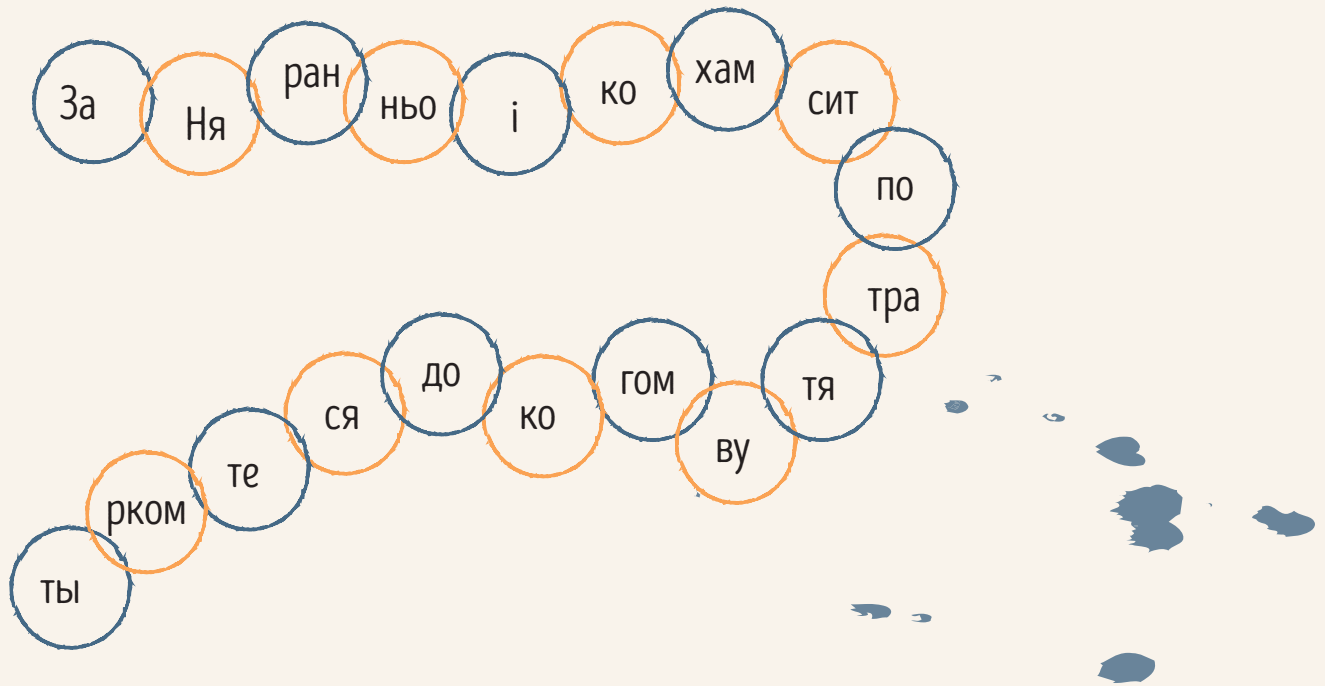 За
Ня
ран
ньо
і
ко
хам
сит
по
тра
тя
ву
гом
ко
до
ся
те
рком
ты